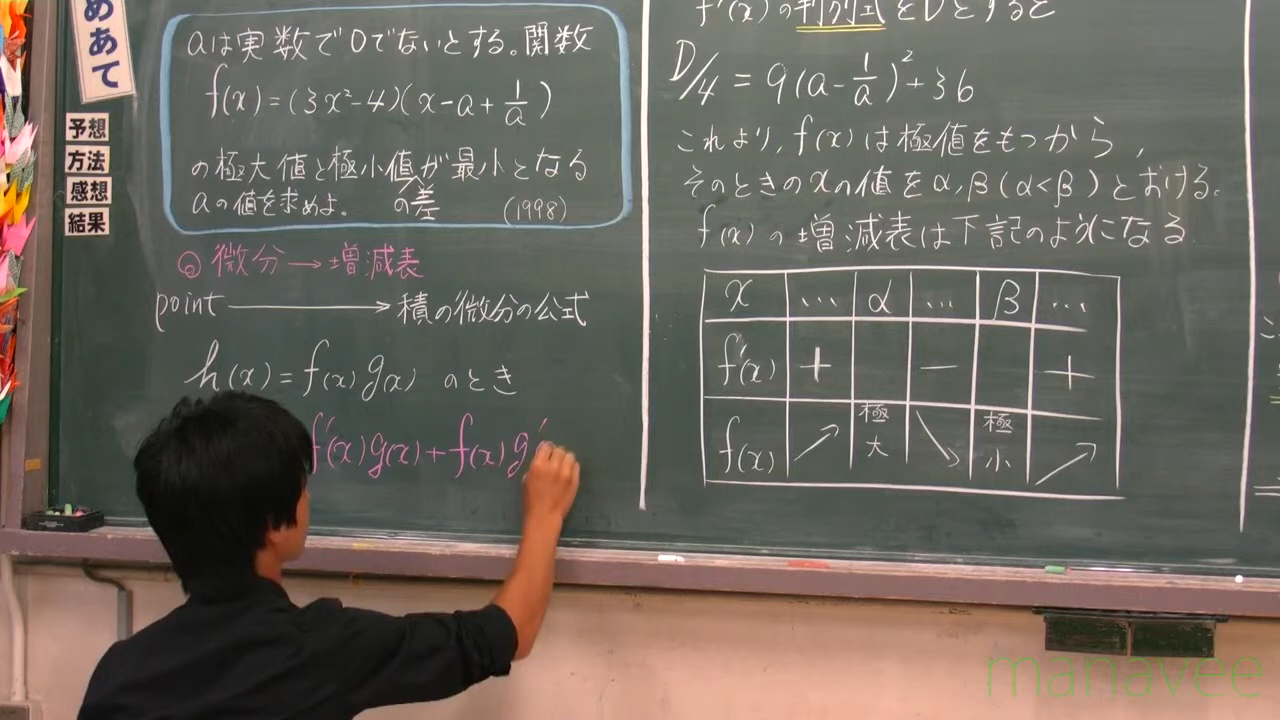 めあて
予想
方法
感想
結果
aは実数で0でないとする。関数
f(x)=(3x²-4)(x-a+1/a)
の極大値と極小値の差が最小となる
aの値を求めよ。 (1998)
◎微分→増減表
point→積の微分の公式
h(x)=f(x)g(x) のとき
f'(x)g(x)+f(x)g'
f'(x)の判別式をDとすると
D/4=9(a-1/a)²+36
これより,f(x)は極値をもつから,
そのときのxの値をα,β(α<β)とおける。
f(x)の増減表は下記のようになる
x … α … β …
f'(x) + − +
f(x) ↗ 極大 ↘ 極小 ↗
manavee